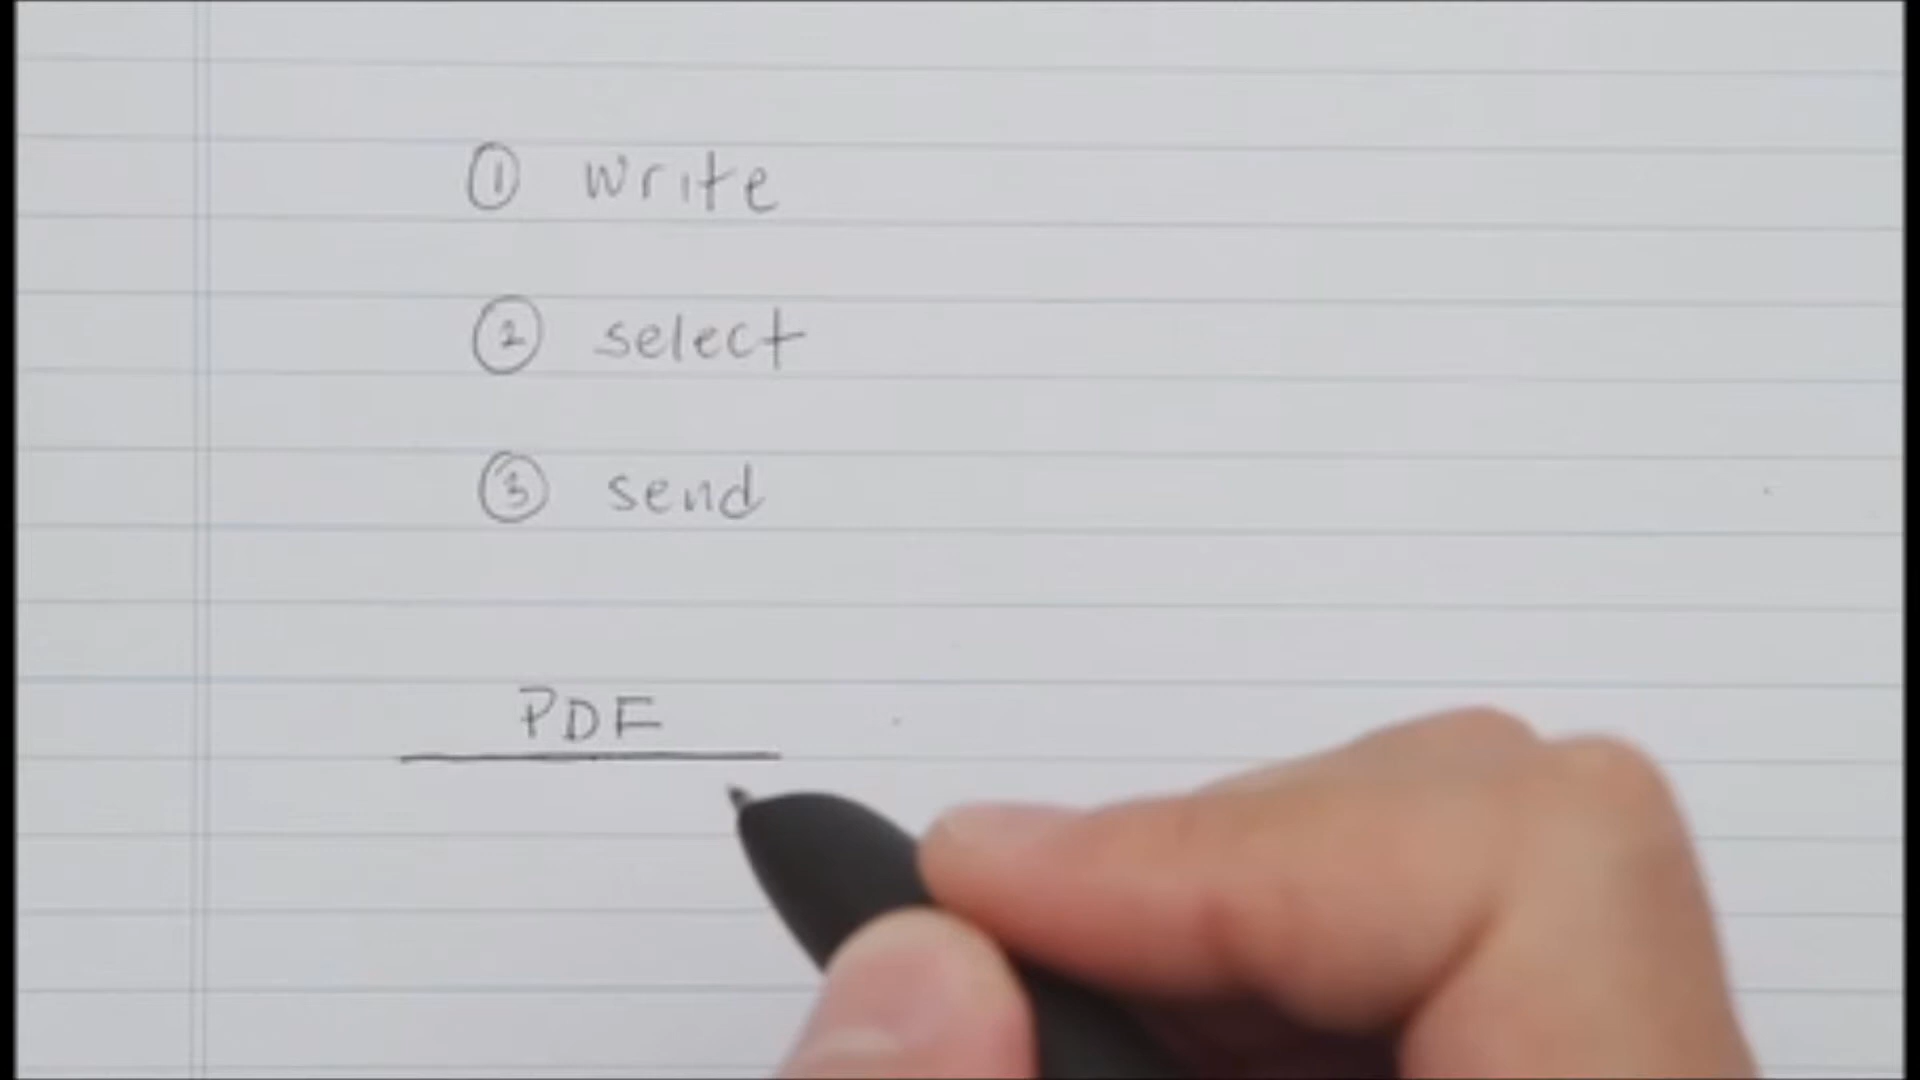 ① write
② select
③ send
PDF